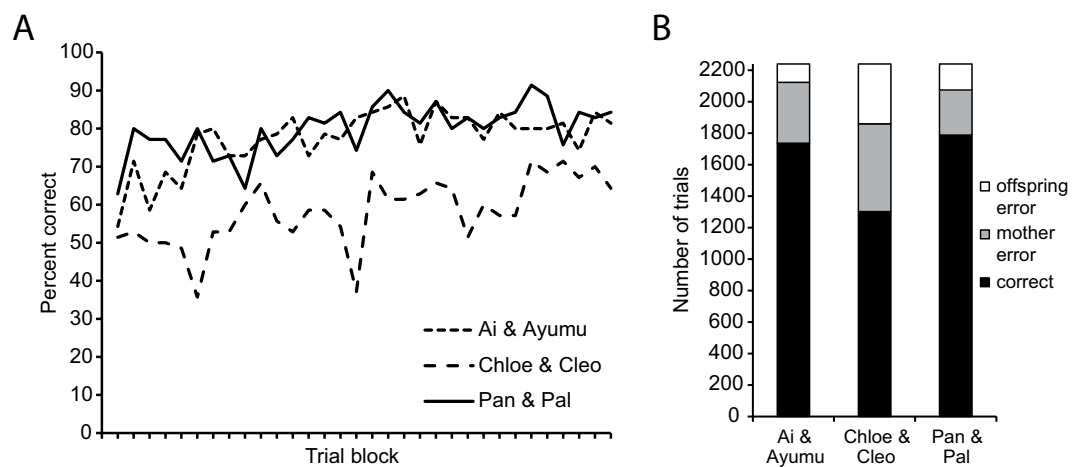 A
100
90
80
70
60
50
40
30
20
10
0
Percent correct
Trial block
Ai & Ayumu
Chloe & Cleo
Pan & Pal
B
2200
2000
1800
1600
1400
1200
1000
800
600
400
200
0
Number of trials
Ai &
Ayumu
Chloe &
Cleo
Pan &
Pal
offspring
error
mother
error
correct